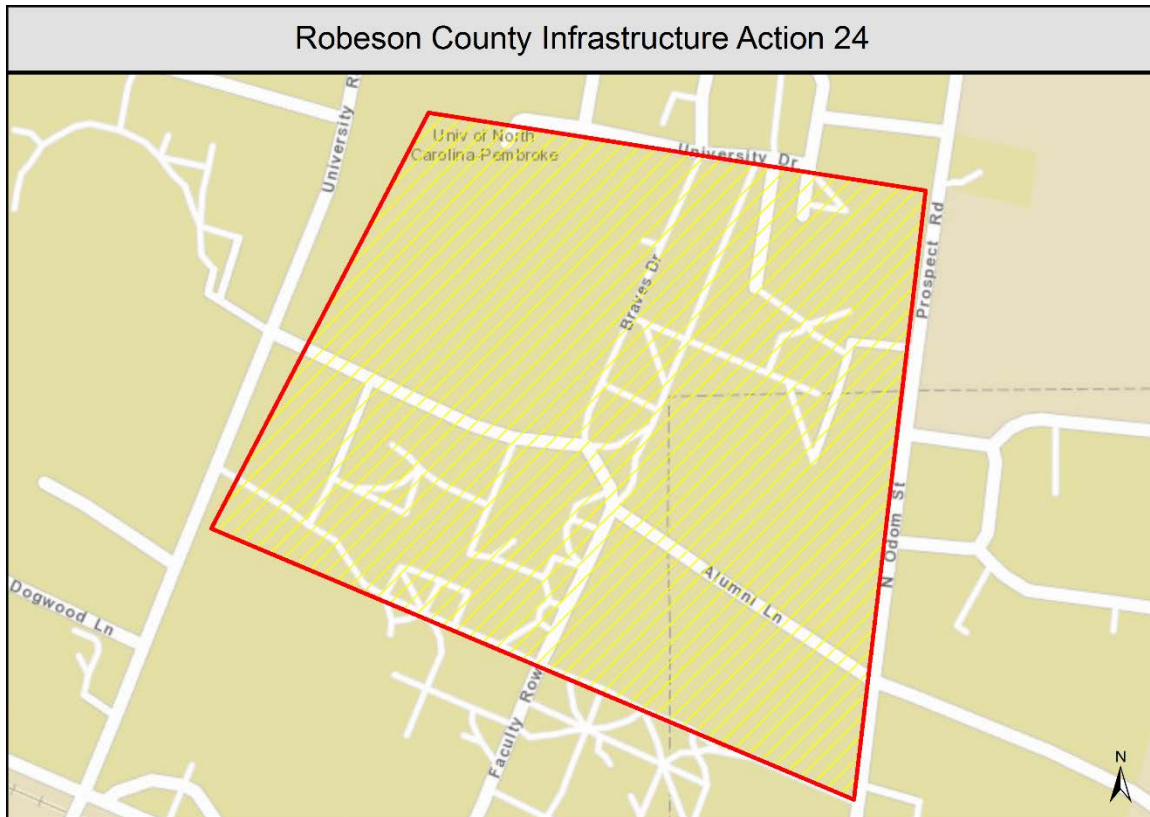 Robeson County Infrastructure Action 24
University R
Univ of North
Carolina-Pembroke
University Dr
Prospect Rd
Braves Dr
N Odom St
Alumni Ln
Dogwood Ln
Faculty Row
N